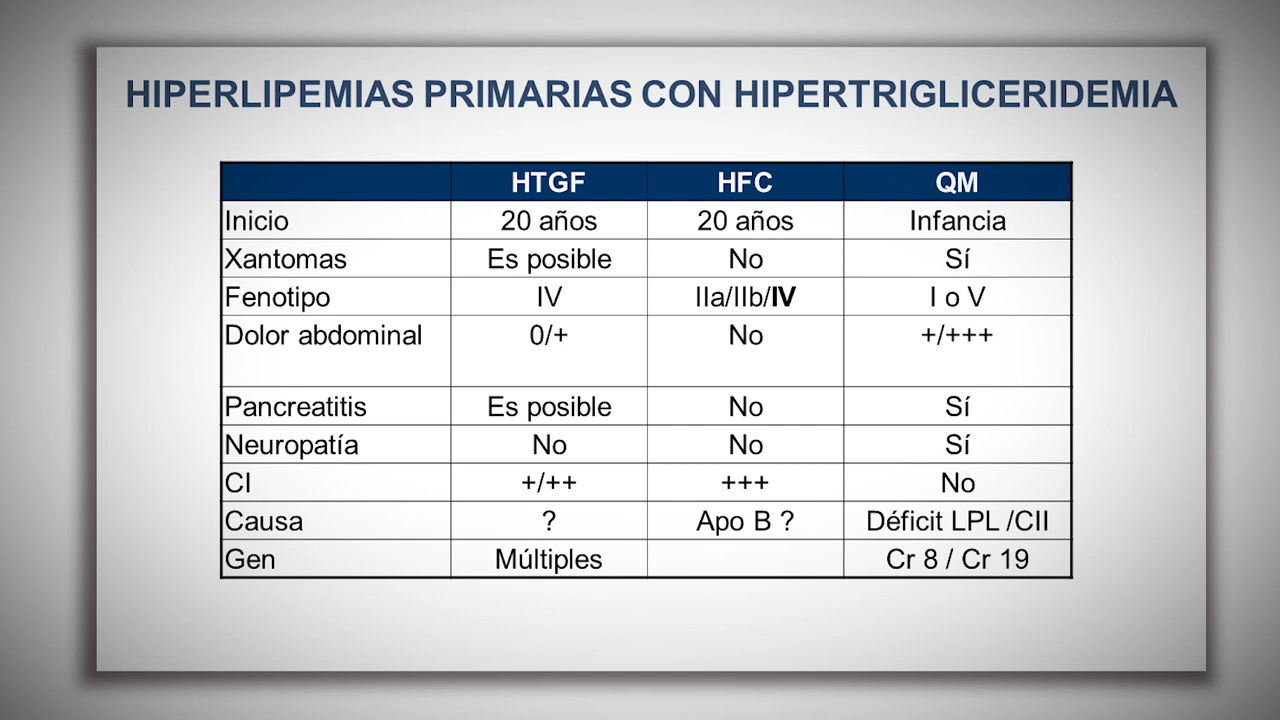 HIPERLIPEMIAS PRIMARIAS CON HIPERTRIGLICERIDEMIA
HTGF HFC QM
Inicio 20 años 20 años Infancia
Xantomas Es posible No Sí
Fenotipo IV IIa/IIb/IV I o V
Dolor abdominal 0/+ No +/+++
Pancreatitis Es posible No Sí
Neuropatía No No Sí
CI +/++ +++ No
Causa ? Apo B ? Déficit LPL /CII
Gen Múltiples Cr 8 / Cr 19